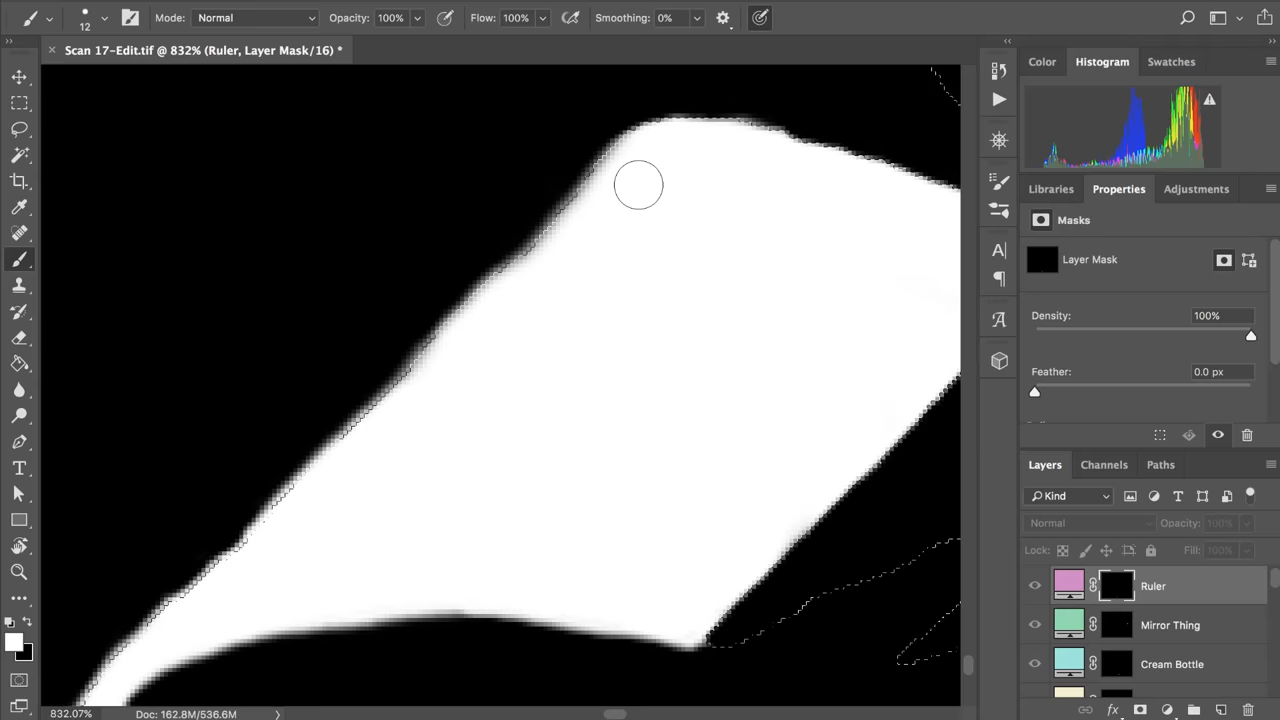 12 Mode: Normal Opacity: 100% Flow: 100% Smoothing: 0%
× Scan 17-Edit.tif @ 832% (Ruler, Layer Mask/16) *
Color Histogram Swatches
Libraries Properties Adjustments
Masks
Layer Mask
Density: 100%
Feather: 0.0 px
Layers Channels Paths
Kind
Normal Opacity: 100%
Lock: Fill: 100%
Ruler
Mirror Thing
Cream Bottle
832.07% Doc: 162.8M/536.6M